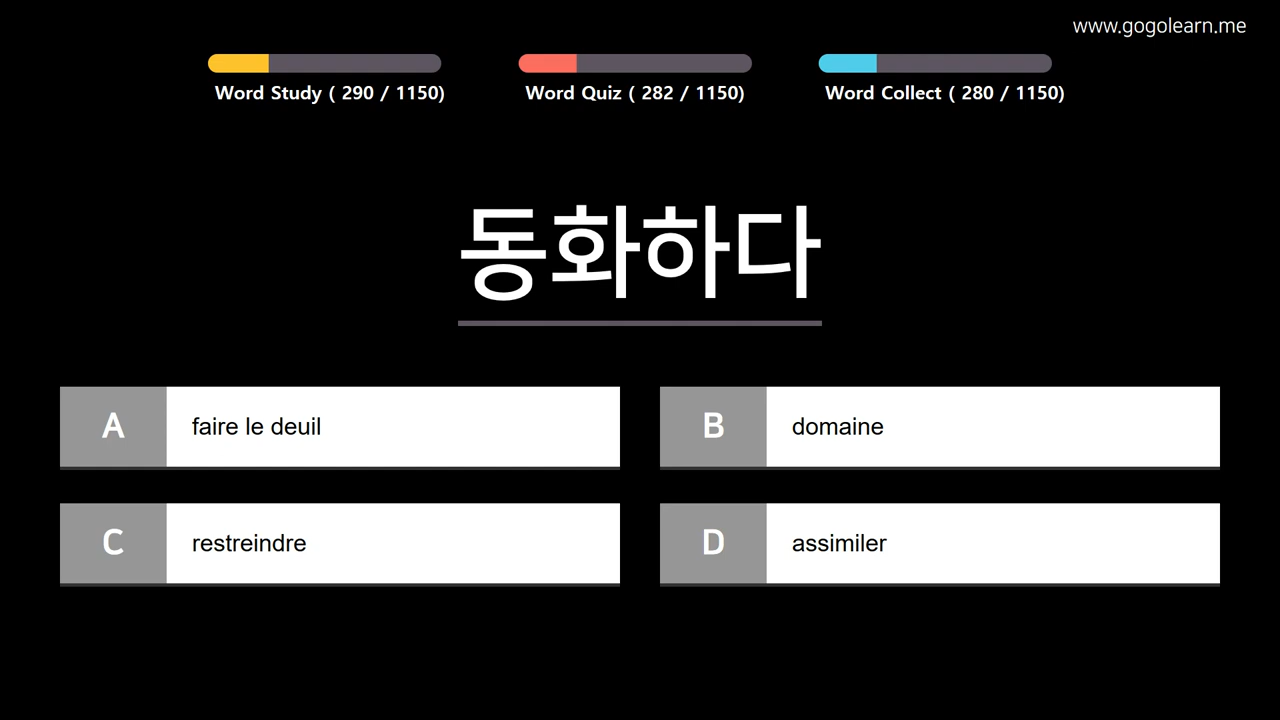 www.gogolearn.me
Word Study ( 290 / 1150)
Word Quiz ( 282 / 1150)
Word Collect ( 280 / 1150)
동화하다
A faire le deuil
B domaine
C restreindre
D assimiler